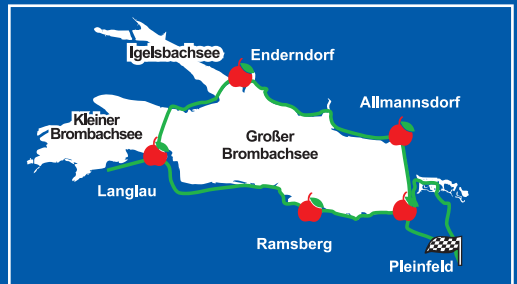 Igelsbachsee
Enderndorf
Allmannsdorf
Kleiner
Brombachsee
Großer
Brombachsee
Langlau
Ramsberg
Pleinfeld